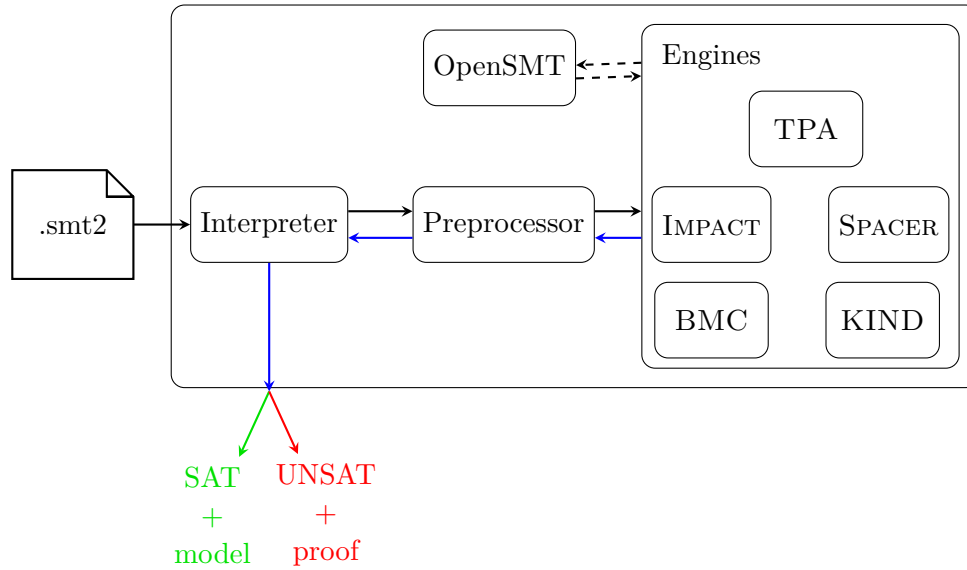 OpenSMT
Engines
TPA
.smt2
Interpreter
Preprocessor
IMPACT
SPACER
BMC
KIND
SAT
+
model
UNSAT
+
proof